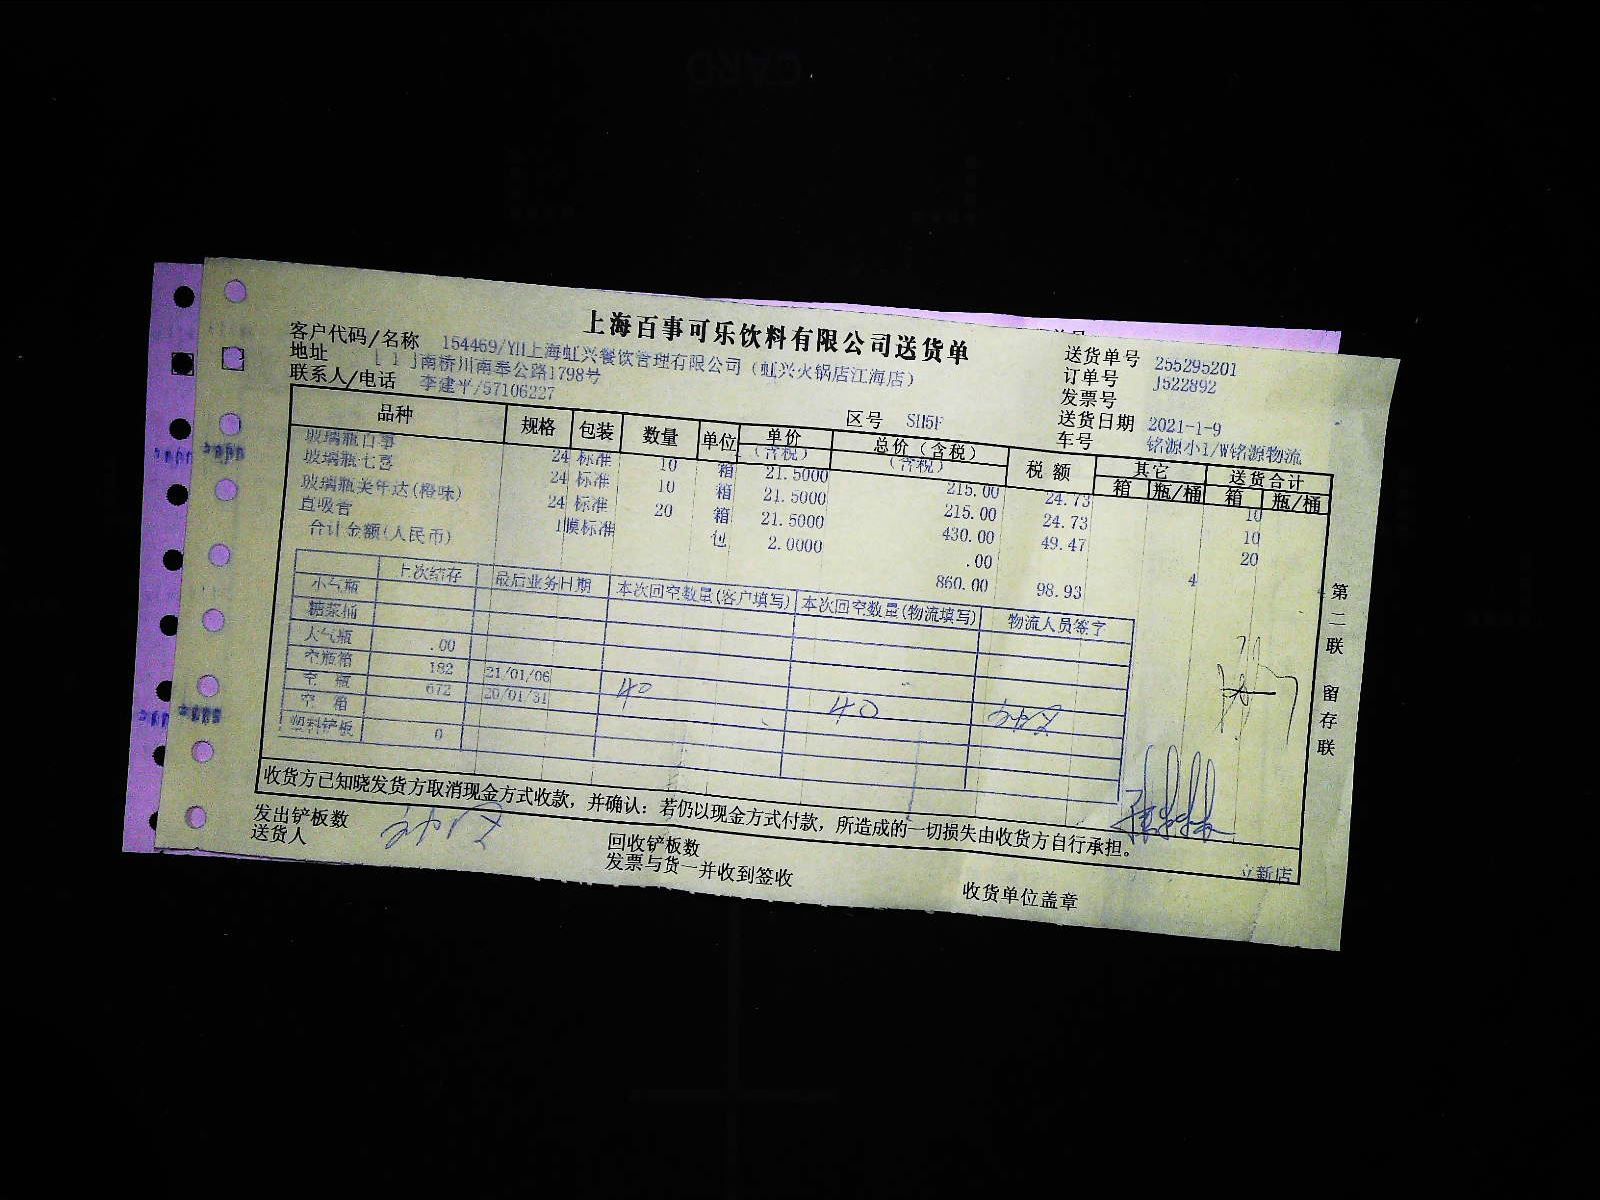 上海百事可乐饮料有限公司送货单
客户代码/名称 154469/YH上海虹兴餐饮管理有限公司(虹兴火锅店江海店)
地址 [ 1 ]南桥川南奉公路1798号
联系人/电话 李建平/57106227
区号 SH5F
送货单号 255295201
订单号 J522892
发票号
送货日期 2021-1-9
车号 铭源小1/W铭源物流
品种 规格 包装 数量 单位 单价(含税) 总价(含税) 税额 其它 送货合计
(含税) 箱 瓶/桶 箱 瓶/桶
玻璃瓶百事 24 标准 10 箱 21.5000 215.00 24.73 10
玻璃瓶七喜 24 标准 10 箱 21.5000 215.00 24.73 10
玻璃瓶美年达(橙味) 24 标准 20 箱 21.5000 430.00 49.47 20
直吸管 1膜标准 包 2.0000 .00 4
合计金额(人民币) 860.00 98.93
上次结存 最后业务日期 本次回空数量(客户填写) 本次回空数量(物流填写) 物流人员签字
小气瓶
糖浆桶
大气瓶 .00
空瓶箱 182 21/01/06 40 40
空 瓶 672 20/01/31
空 箱
塑料铲板 0
收货方已知晓发货方取消现金方式收款,并确认:若仍以现金方式付款,所造成的一切损失由收货方自行承担。
发出铲板数
送货人
回收铲板数
发票与货一并收到签收
收货单位盖章
立新店
第二联 留存联